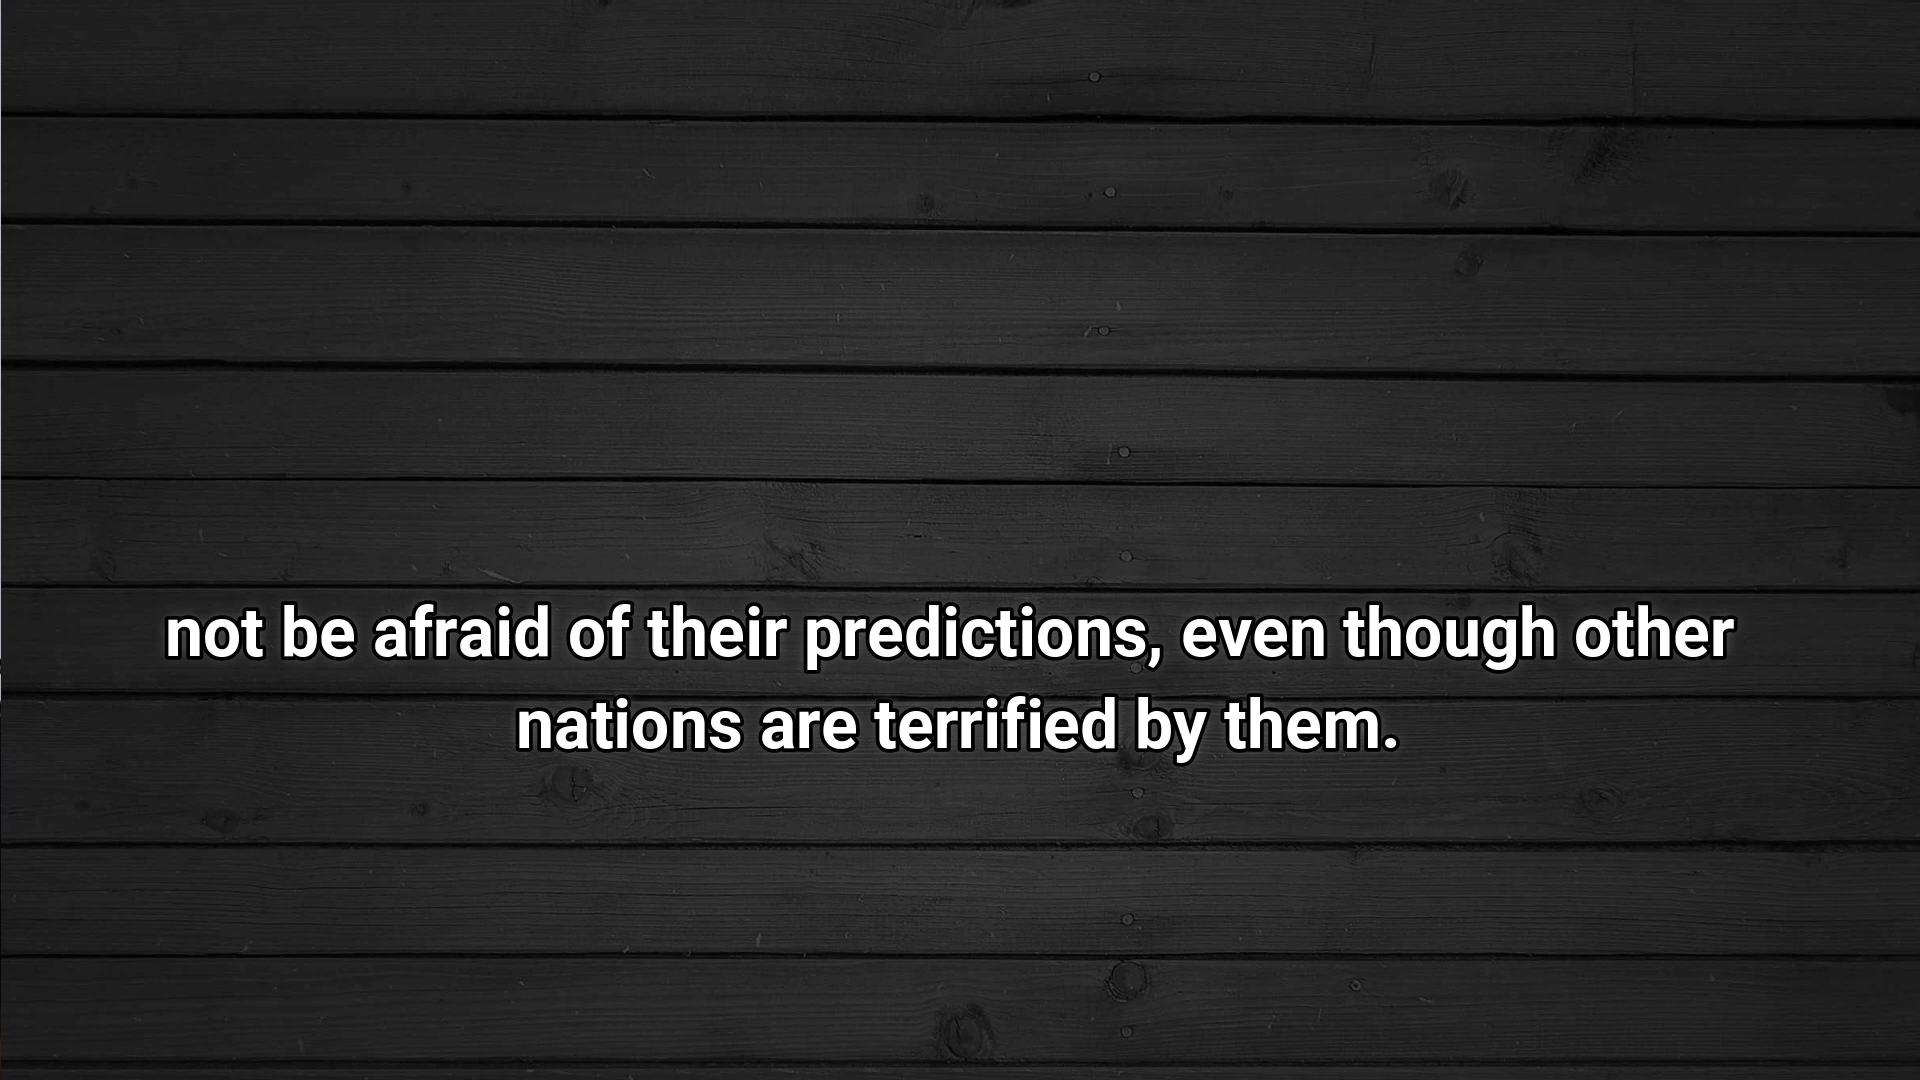 not be afraid of their predictions, even though other
nations are terrified by them.